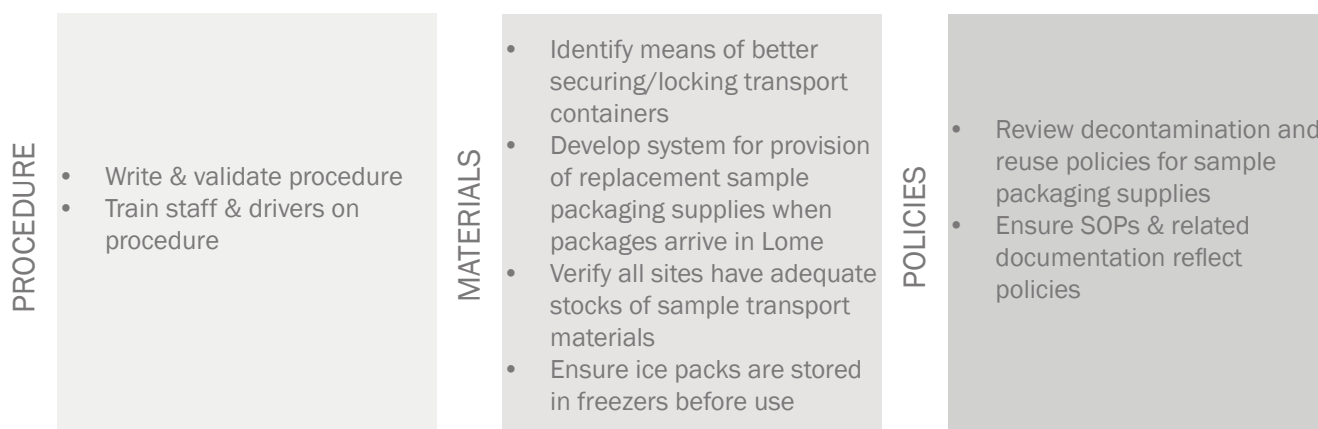 PROCEDURE
• Write & validate procedure
• Train staff & drivers on
procedure
MATERIALS
• Identify means of better
securing/locking transport
containers
• Develop system for provision
of replacement sample
packaging supplies when
packages arrive in Lome
• Verify all sites have adequate
stocks of sample transport
materials
• Ensure ice packs are stored
in freezers before use
POLICIES
• Review decontamination and
reuse policies for sample
packaging supplies
• Ensure SOPs & related
documentation reflect
policies